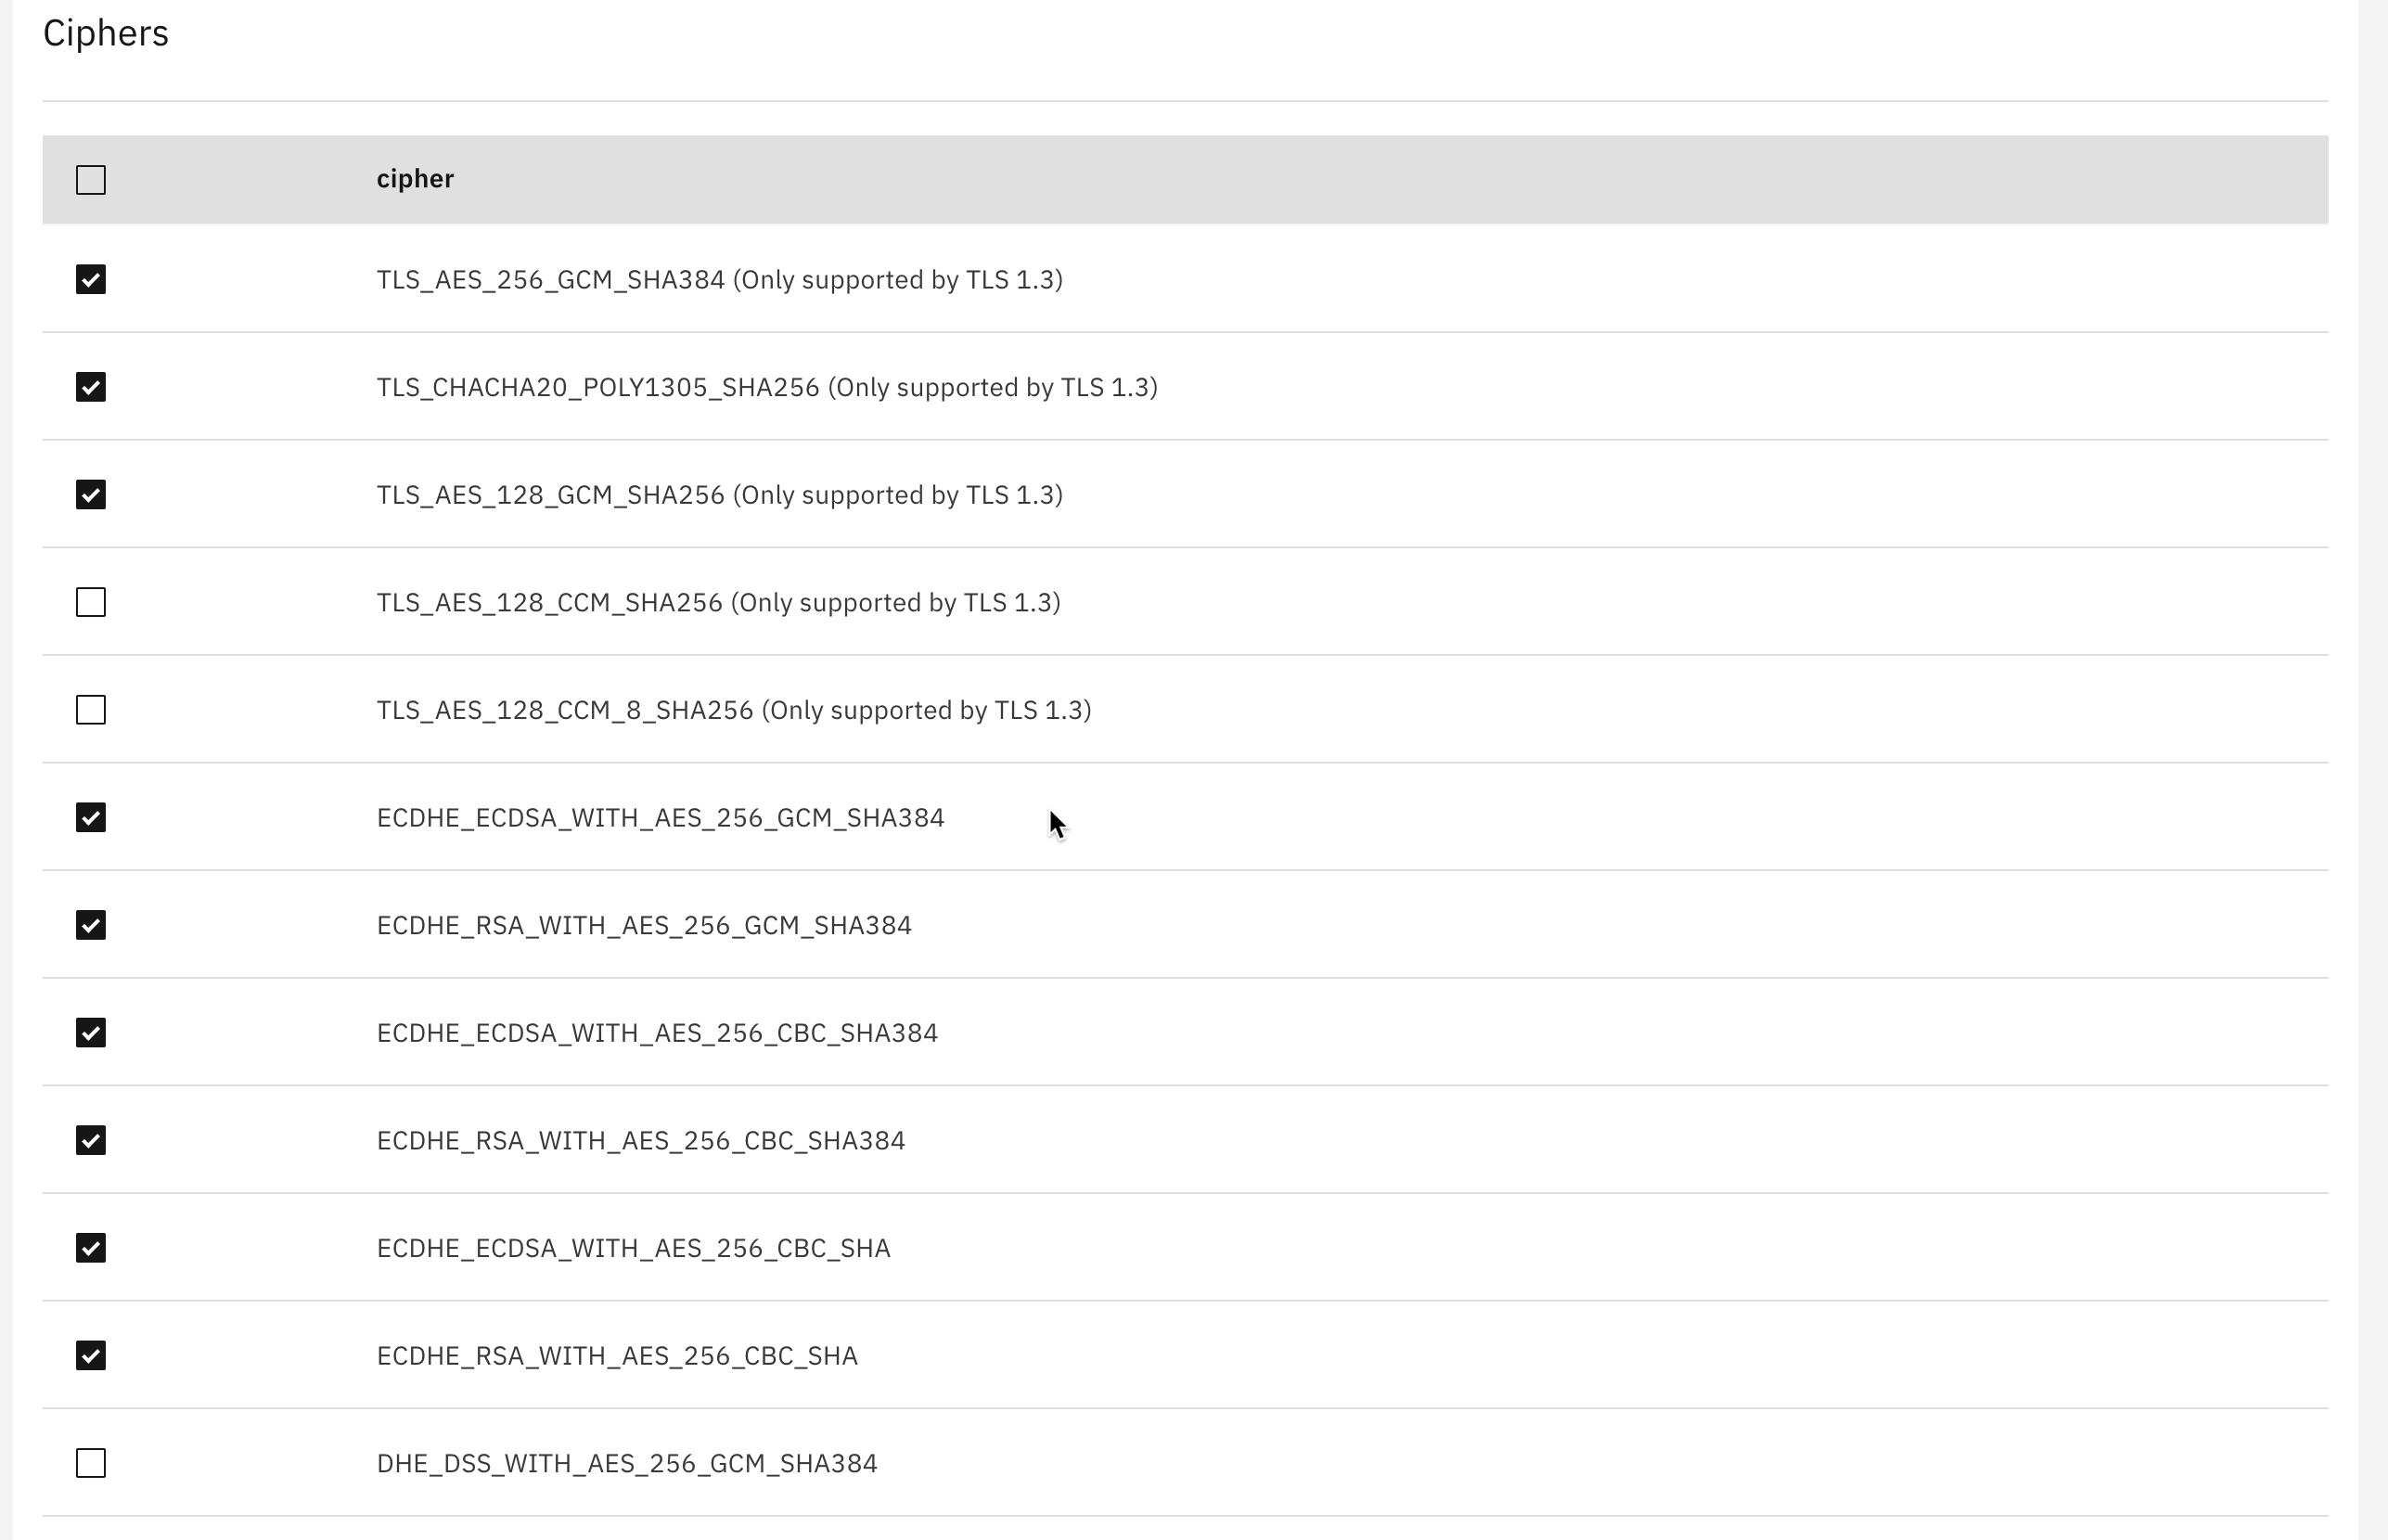 Ciphers
cipher
TLS_AES_256_GCM_SHA384 (Only supported by TLS 1.3)
TLS_CHACHA20_POLY1305_SHA256 (Only supported by TLS 1.3)
TLS_AES_128_GCM_SHA256 (Only supported by TLS 1.3)
TLS_AES_128_CCM_SHA256 (Only supported by TLS 1.3)
TLS_AES_128_CCM_8_SHA256 (Only supported by TLS 1.3)
ECDHE_ECDSA_WITH_AES_256_GCM_SHA384
ECDHE_RSA_WITH_AES_256_GCM_SHA384
ECDHE_ECDSA_WITH_AES_256_CBC_SHA384
ECDHE_RSA_WITH_AES_256_CBC_SHA384
ECDHE_ECDSA_WITH_AES_256_CBC_SHA
ECDHE_RSA_WITH_AES_256_CBC_SHA
DHE_DSS_WITH_AES_256_GCM_SHA384